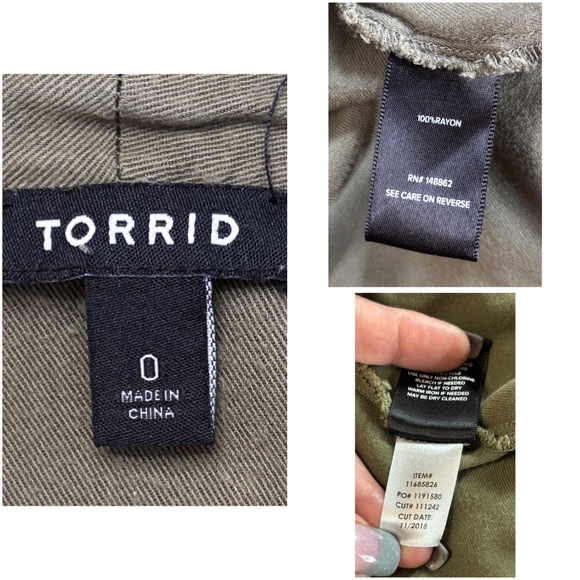 TORRID
0
MADE IN
CHINA
100%RAYON
RN# 148862
SEE CARE ON REVERSE
USE ONLY NON-CHLORINE
BLEACH IF NEEDED
LAY FLAT TO DRY
WARM IRON IF NEEDED
MAY BE DRY CLEANED
ITEM#
11685826
PO# 1191580
CUT# 111242
CUT DATE:
11/2018